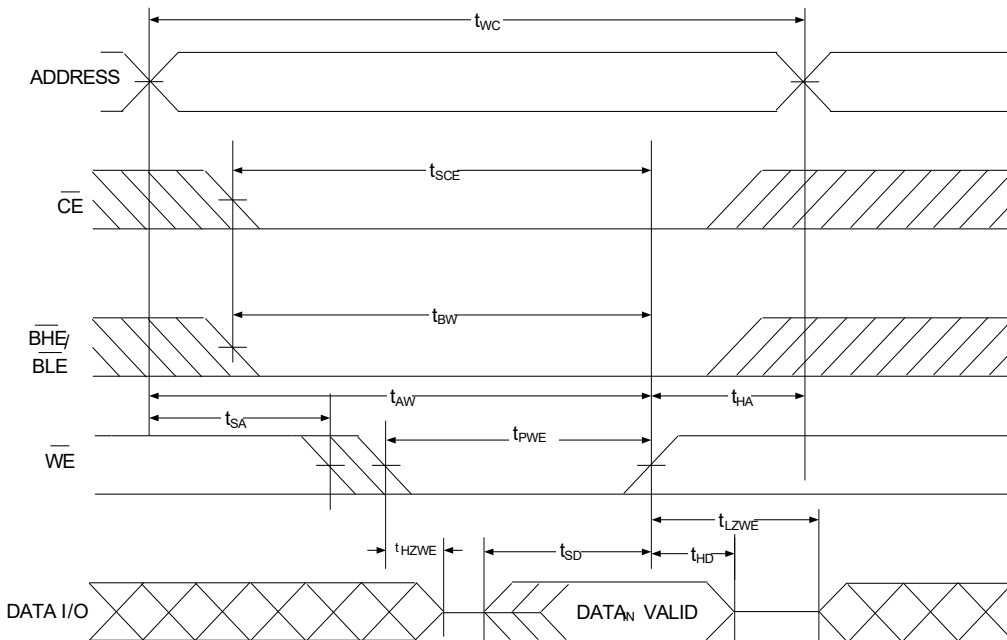 tWC
ADDRESS
tSCE
CE
tBW
BHE/
BLE
tAW
tHA
tSA
tPWE
WE
tLZWE
tHZWE
tSD
tHD
DATA I/O
DATAIN VALID